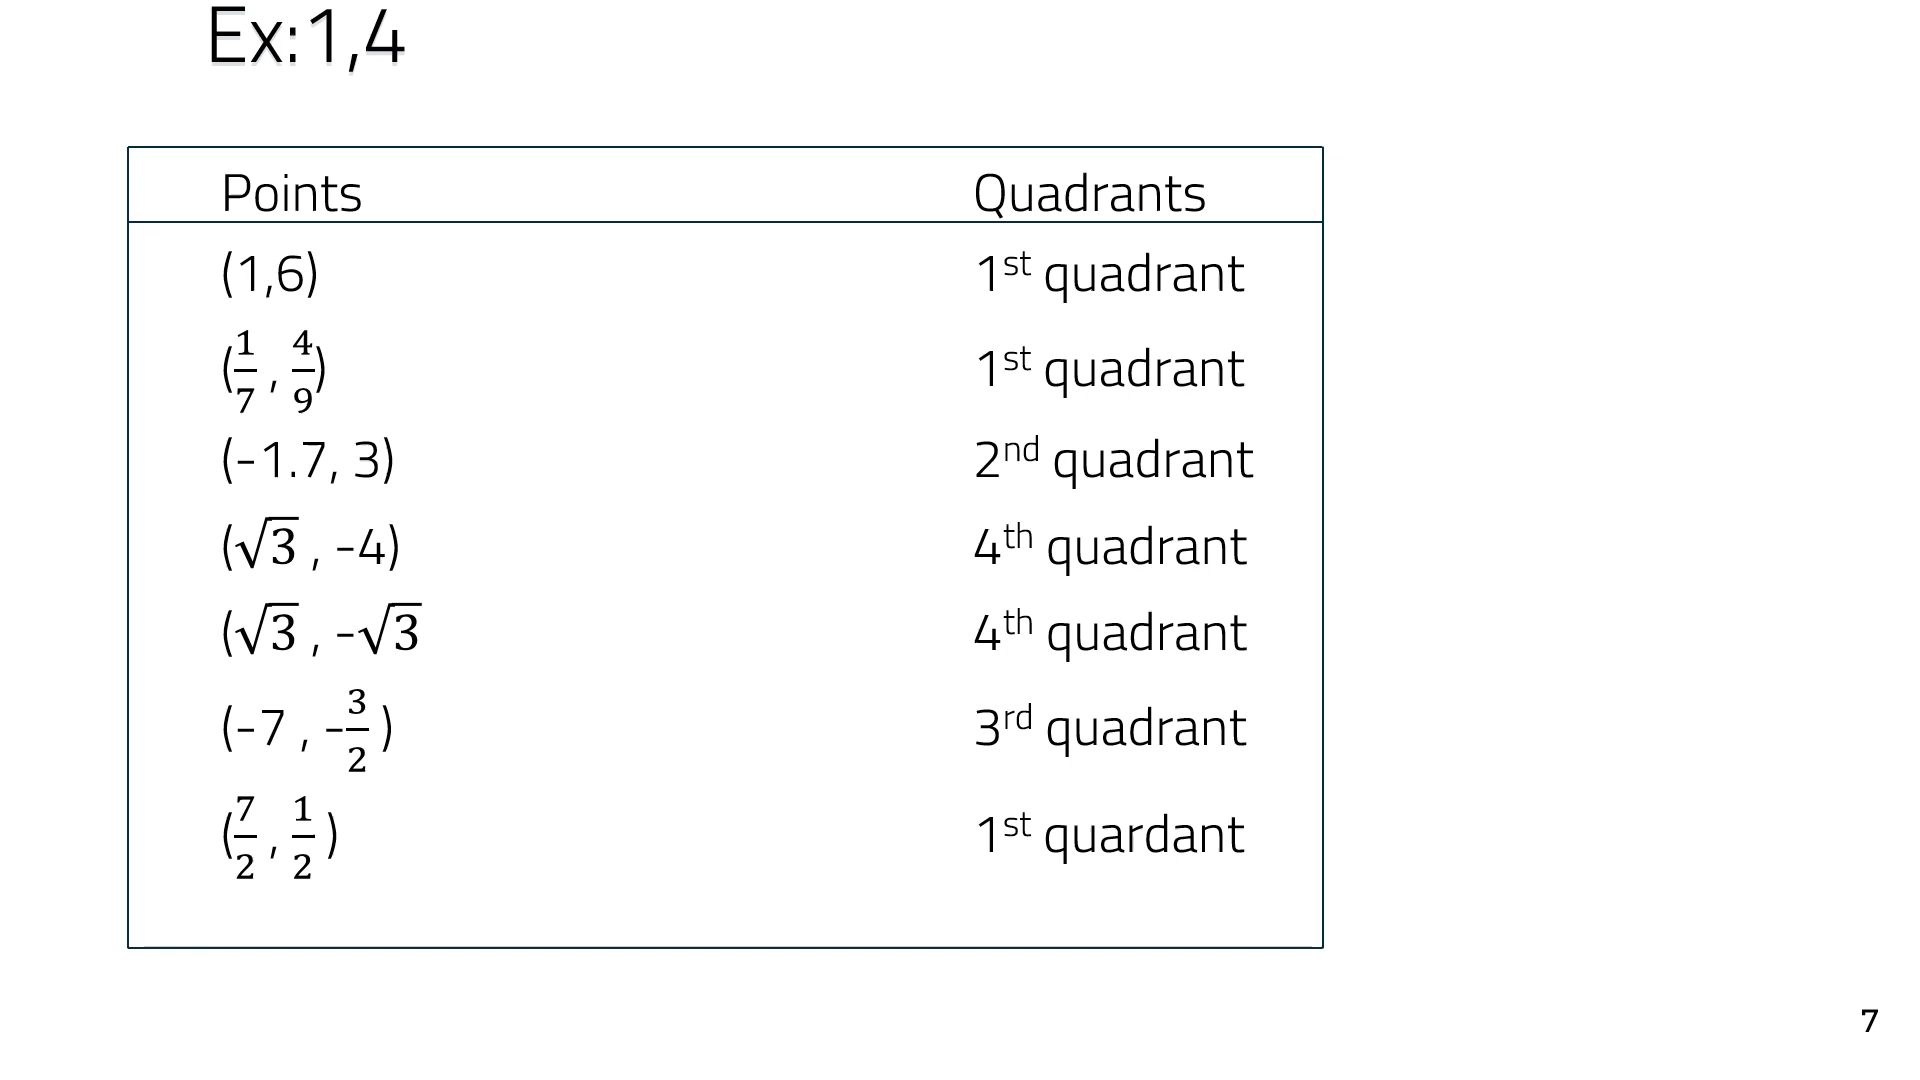 Ex:1,4
Points Quadrants
(1,6) 1st quadrant
(1/7 , 4/9) 1st quadrant
(-1.7, 3) 2nd quadrant
(√3 , -4) 4th quadrant
(√3 , -√3 4th quadrant
(-7 , -3/2 ) 3rd quadrant
(7/2 , 1/2 ) 1st quardant
7